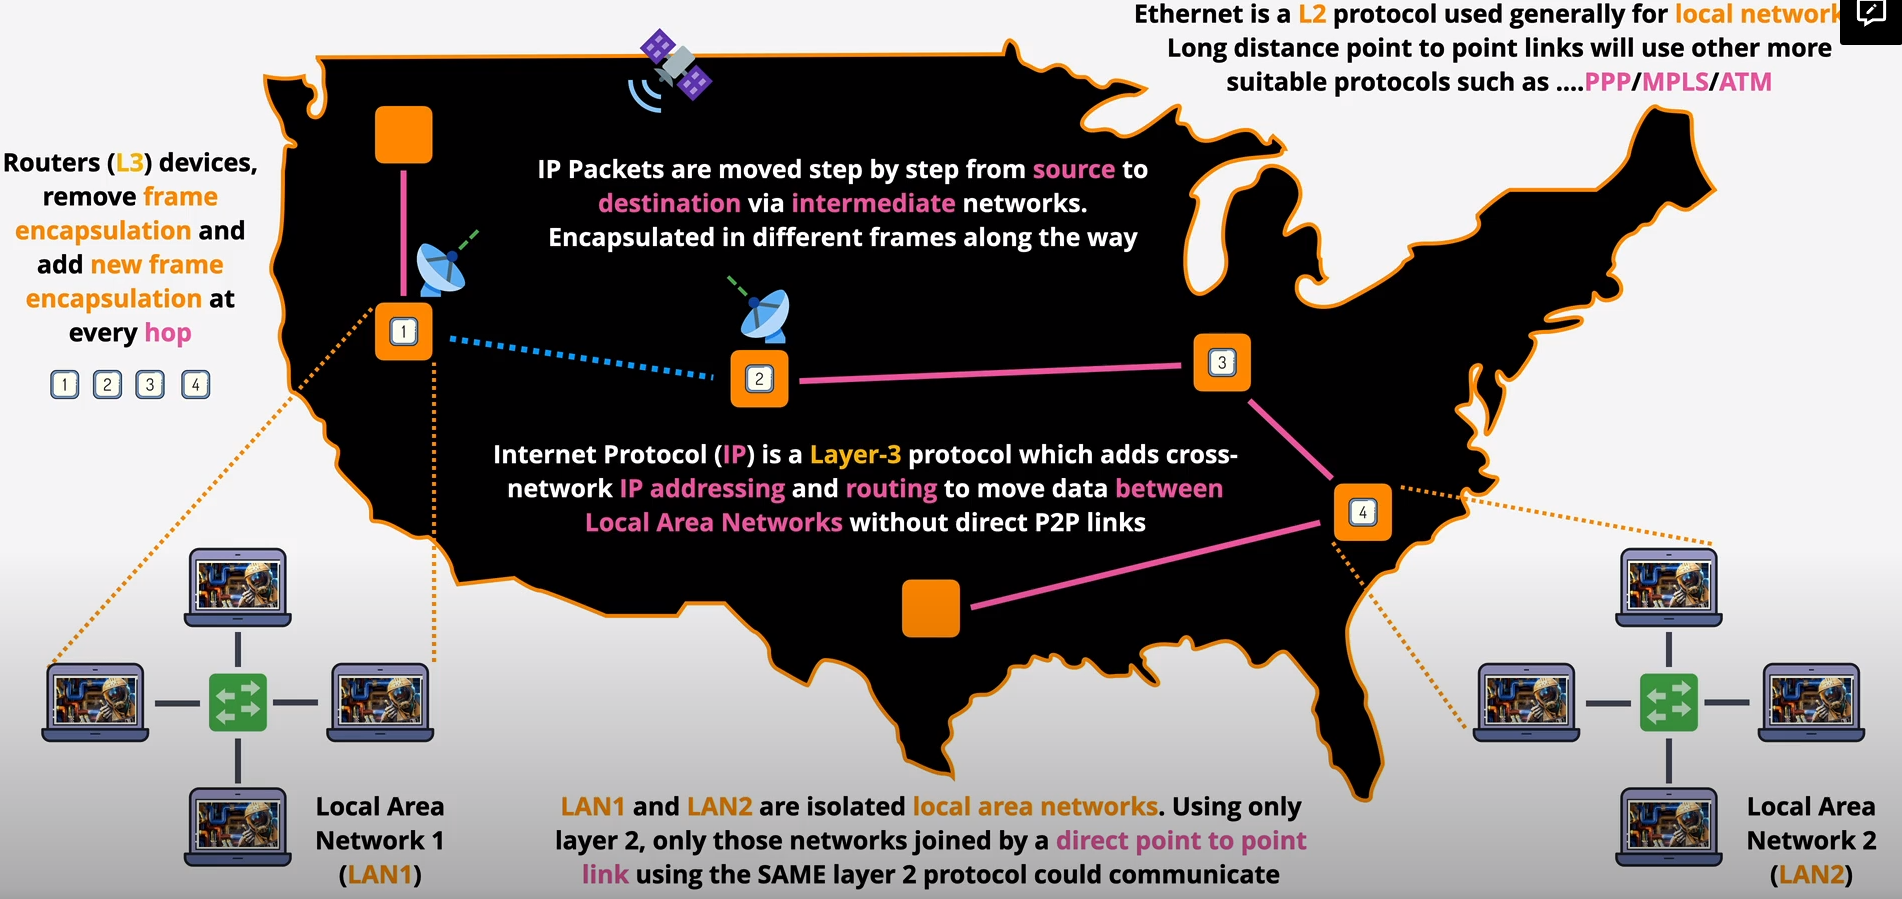 Ethernet is a L2 protocol used generally for local network
Long distance point to point links will use other more
suitable protocols such as ....PPP/MPLS/ATM
Routers (L3) devices,
remove frame
encapsulation and
add new frame
encapsulation at
every hop
1 2 3 4
IP Packets are moved step by step from source to
destination via intermediate networks.
Encapsulated in different frames along the way
1
2
3
4
Internet Protocol (IP) is a Layer-3 protocol which adds cross-
network IP addressing and routing to move data between
Local Area Networks without direct P2P links
Local Area
Network 1
(LAN1)
LAN1 and LAN2 are isolated local area networks. Using only
layer 2, only those networks joined by a direct point to point
link using the SAME layer 2 protocol could communicate
Local Area
Network 2
(LAN2)